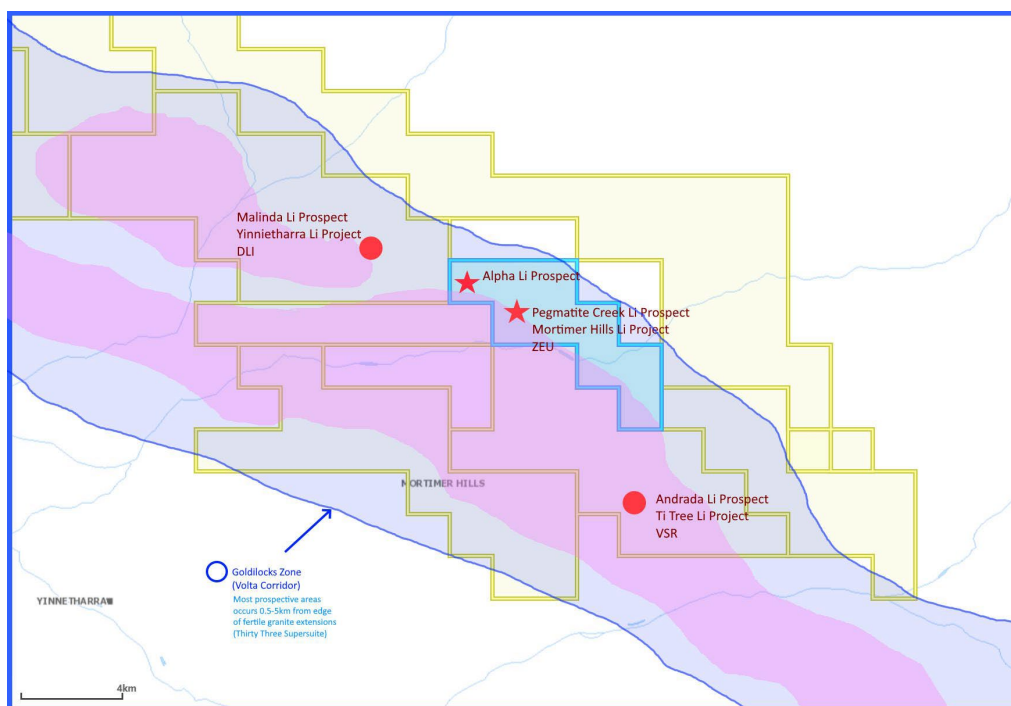 Malinda Li Prospect
Yinnietharra Li Project
DLI
Alpha Li Prospect
Pegmatite Creek Li Prospect
Mortimer Hills Li Project
ZEU
MORTIMER HILLS
Andrada Li Prospect
Ti Tree Li Project
VSR
Goldilocks Zone
(Volta Corridor)
Most prospective areas
occurs 0.5-5km from edge
of fertile granite extensions
(Thirty Three Supersuite)
YINNETHARRA
4km